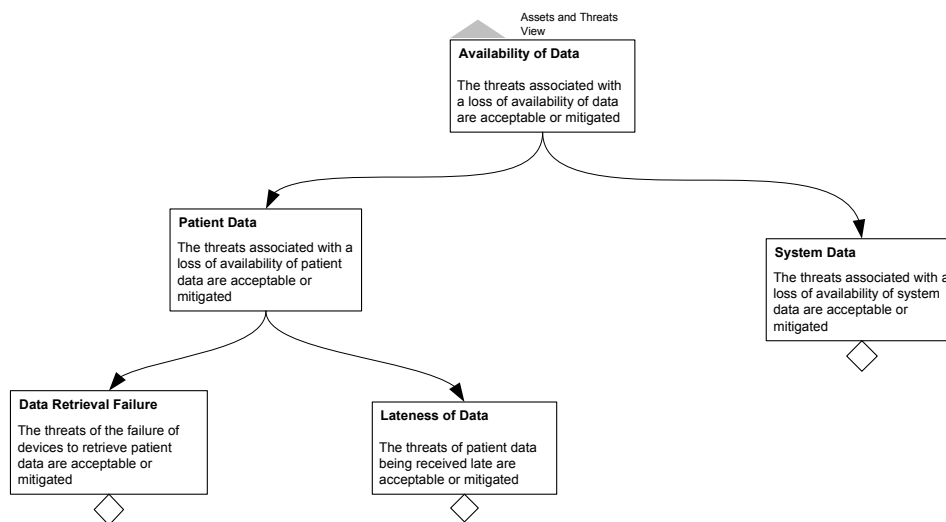 Assets and Threats
View
Availability of Data
The threats associated with
a loss of availability of data
are acceptable or mitigated
Patient Data
The threats associated with a
loss of availability of patient
data are acceptable or
mitigated
System Data
The threats associated with a
loss of availability of system
data are acceptable or
mitigated
Data Retrieval Failure
The threats of the failure of
devices to retrieve patient
data are acceptable or
mitigated
Lateness of Data
The threats of patient data
being received late are
acceptable or mitigated